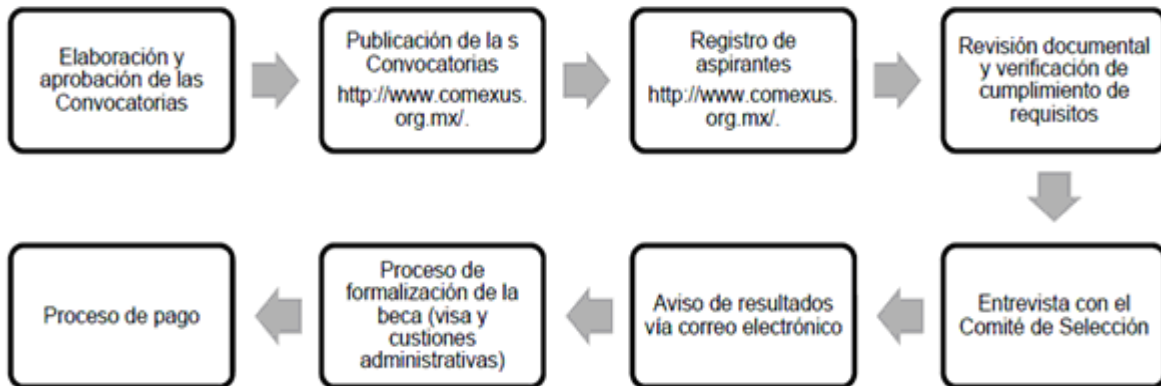 Elaboración y
aprobación de las
Convocatorias
Publicación de la s
Convocatorias
http://www.comexus.
org.mx/.
Registro de
aspirantes
http://www.comexus.
org.mx/.
Revisión documental
y verificación de
cumplimiento de
requisitos
Entrevista con el
Comité de Selección
Aviso de resultados
vía correo electrónico
Proceso de
formalización de la
beca (visa y
custiones
administrativas)
Proceso de pago